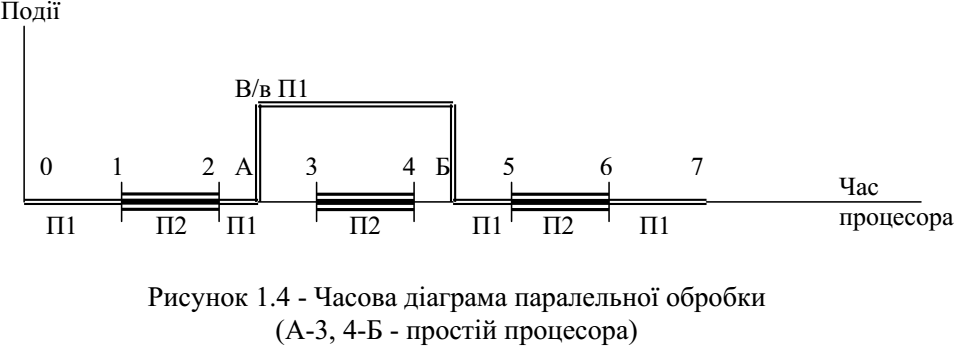 Події
В/в П1
0 1 2 А 3 4 Б 5 6 7
Час
процесора
П1 П2 П1 П2 П1 П2 П1
Рисунок 1.4 - Часова діаграма паралельної обробки
(А-3, 4-Б - простій процесора)